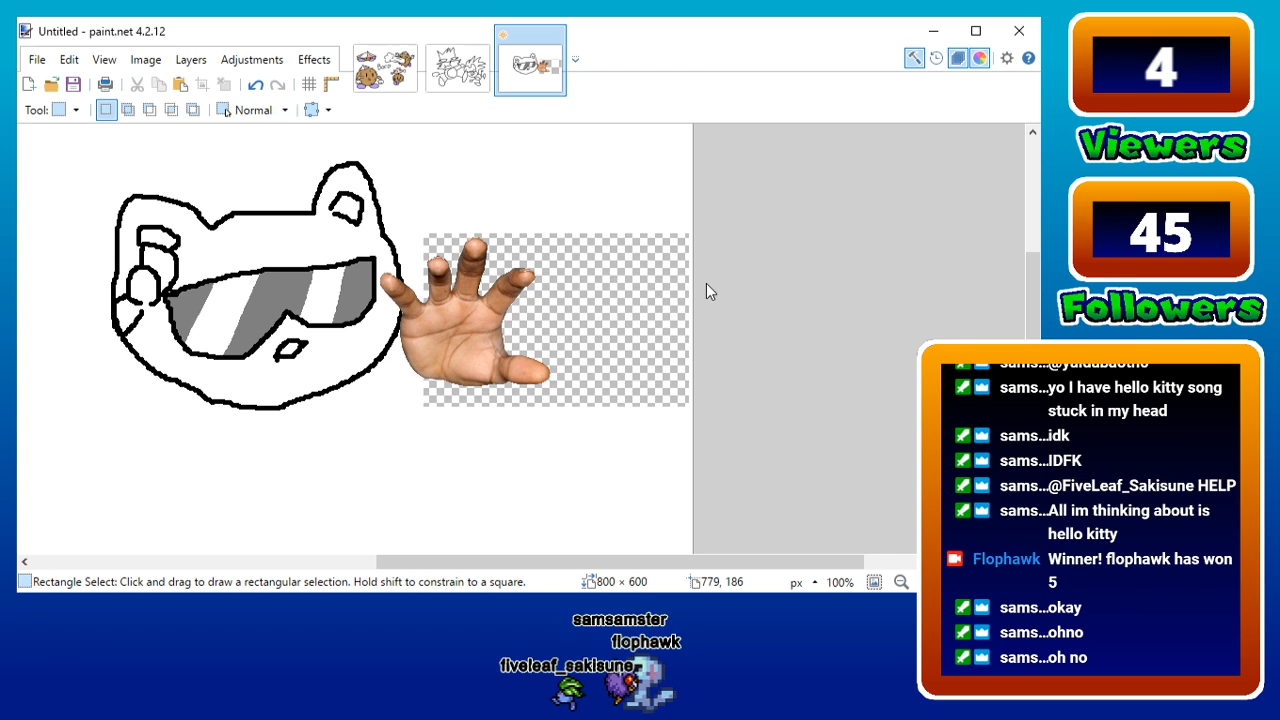 Untitled - paint.net 4.2.12
File Edit View Image Layers Adjustments Effects
Tool: Normal
Rectangle Select: Click and drag to draw a rectangular selection. Hold shift to constrain to a square. 800 × 600 779, 186 px 100%
4
Viewers
45
Followers
sams...@yaidabaotho
sams...yo I have hello kitty song
stuck in my head
sams...idk
sams...IDFK
sams...@FiveLeaf_Sakisune HELP
sams...All im thinking about is
hello kitty
Flophawk Winner! flophawk has won
5
sams...okay
sams...ohno
sams...oh no
samsamster
flophawk
fiveleaf_sakisune